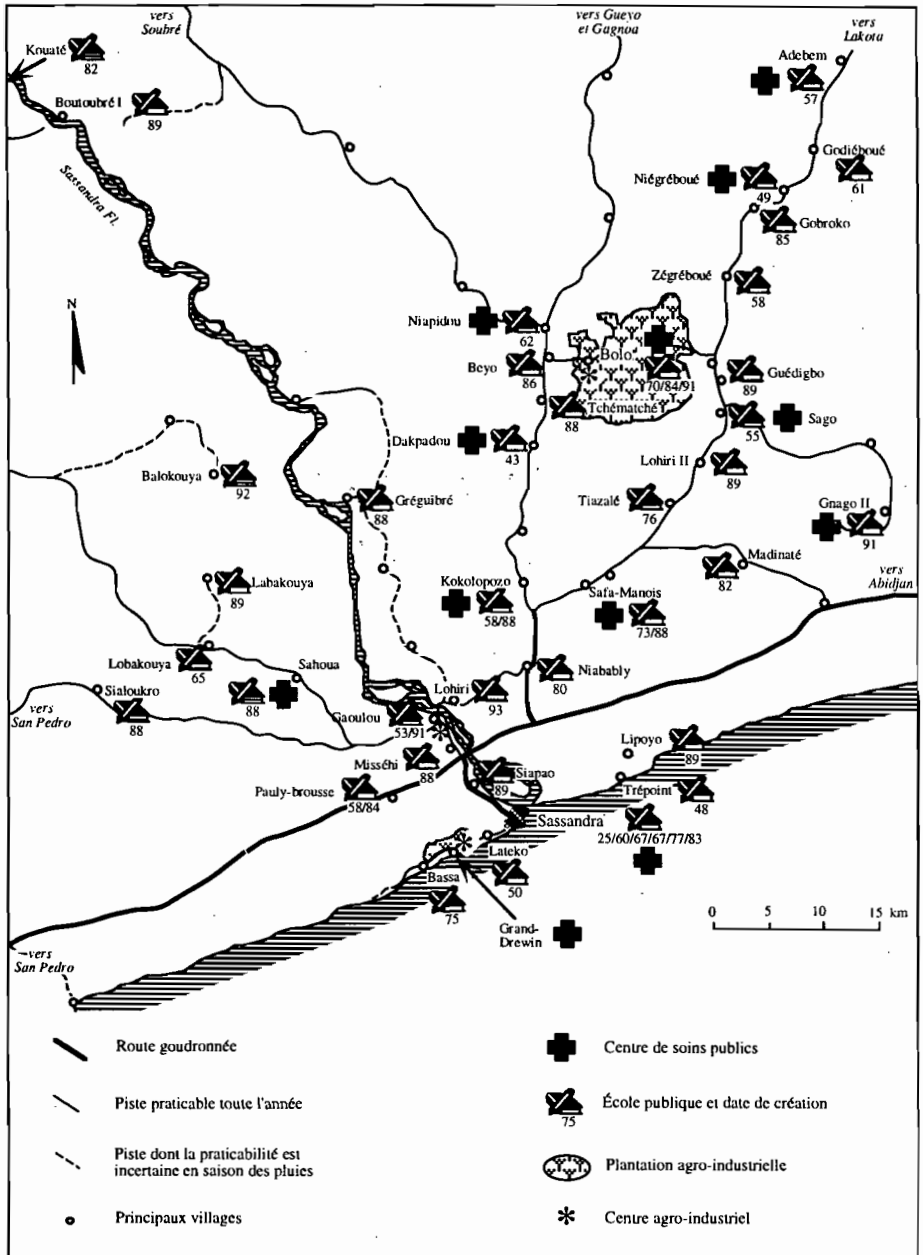 vers
Soubré
vers Gueyo
et Gagnoa
vers
Lakota
Kouaté
82
Adebem
57
Boutoubré I
89
Godiéboué
61
Sassandra Fl.
Niégréboué
49
Gobroko
85
Zégréboué
58
N
Niapidou
62
Bolo
70/84/91
Beyo
86
Guédigbo
89
Tchématché
88
Sago
55
Dakpadou
43
Lohiri II
89
Balokouya
92
Gréguibré
88
Tiazalé
76
Gnago II
91
Madinaté
82
vers
Abidjan
Labakouya
89
Kokolopozo
58/88
Safa-Manois
73/88
Lobakouya
65
Sahoua
88
Niabably
80
Lohiri
93
Sialoukro
88
vers
San Pedro
Gaoulou
53/91
Lipoyo
89
Misséhi
88
Siapao
89
Trépoint
48
Pauly-brousse
58/84
Sassandra
25/60/67/67/77/83
Lateko
50
Bassa
75
Grand-
Drewin
0 5 10 15 km
vers
San Pedro
Route goudronnée
Centre de soins publics
Piste praticable toute l'année
École publique et date de création
75
Piste dont la praticabilité est
incertaine en saison des pluies
Plantation agro-industrielle
Principaux villages
Centre agro-industriel